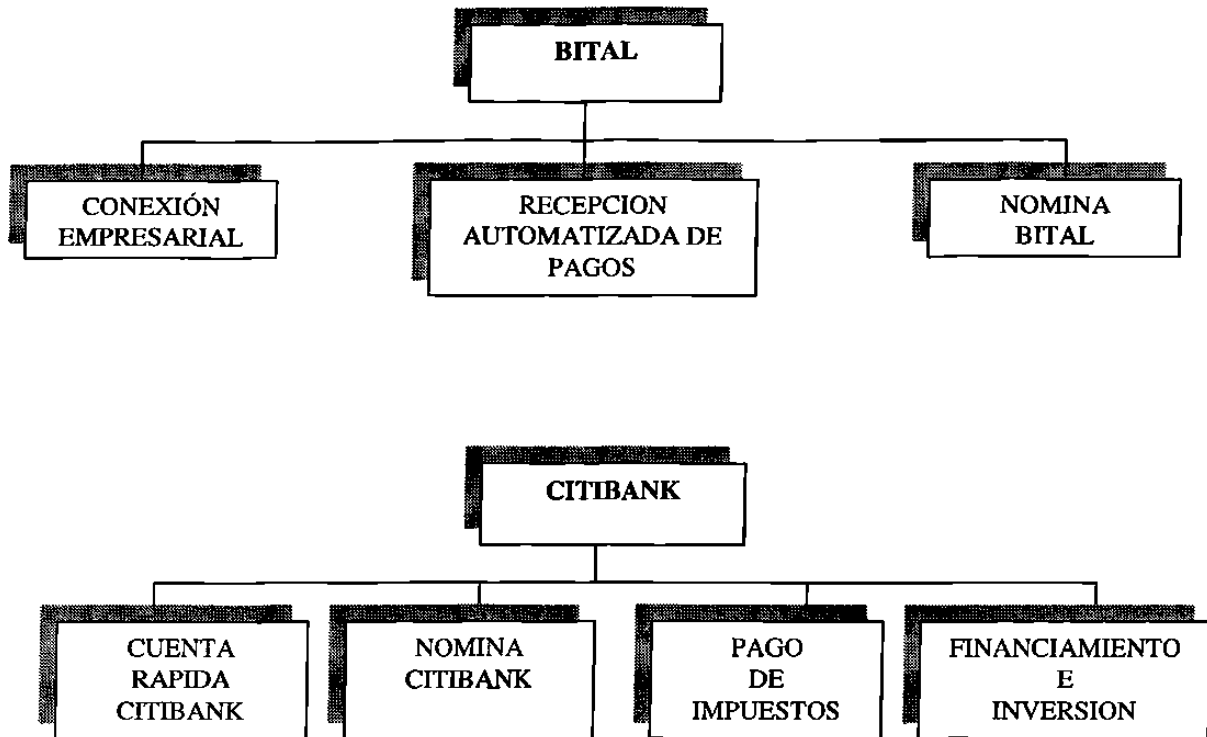 BITAL
CONEXIÓN
EMPRESARIAL
RECEPCION
AUTOMATIZADA DE
PAGOS
NOMINA
BITAL
CITIBANK
CUENTA
RAPIDA
CITIBANK
NOMINA
CITIBANK
PAGO
DE
IMPUESTOS
FINANCIAMIENTO
E
INVERSION